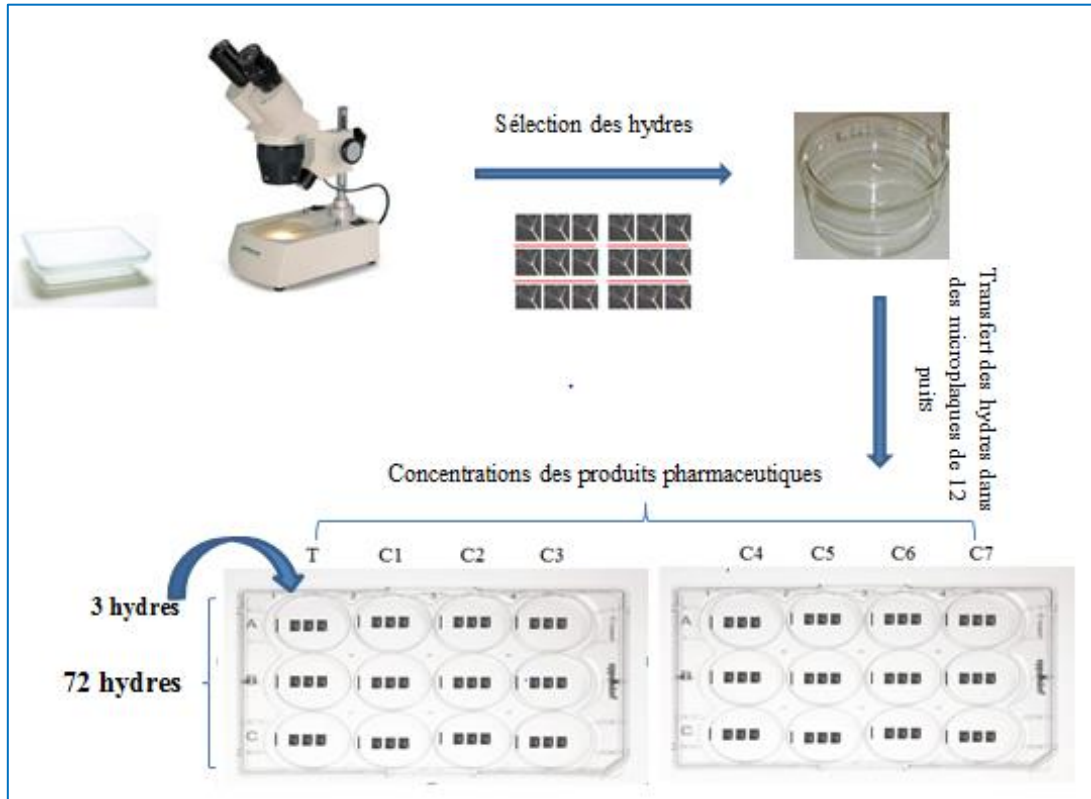 Sélection des hydres
Transfert des hydres dans
des microplaques de 12
puits
Concentrations des produits pharmaceutiques
T C1 C2 C3 C4 C5 C6 C7
3 hydres
72 hydres
A
B
C
A
B
C